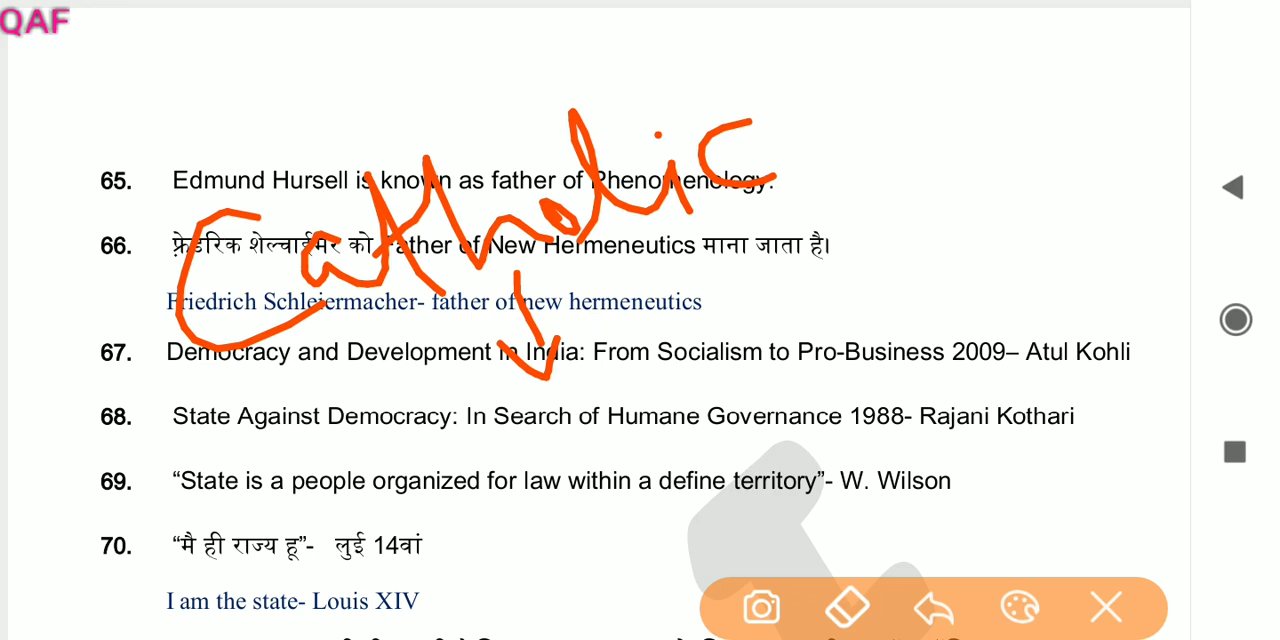 QAF
Catholic
65. Edmund Hursell is known as father of Phenomenology.
66. फ़्रेडरिक शेल्वाईमर को Father of New Hermeneutics माना जाता है।
Friedrich Schleiermacher- father of new hermeneutics
67. Democracy and Development in India: From Socialism to Pro-Business 2009– Atul Kohli
68. State Against Democracy: In Search of Humane Governance 1988- Rajani Kothari
69. “State is a people organized for law within a define territory”- W. Wilson
70. “मै ही राज्य हू”- लुई 14वां
I am the state- Louis XIV